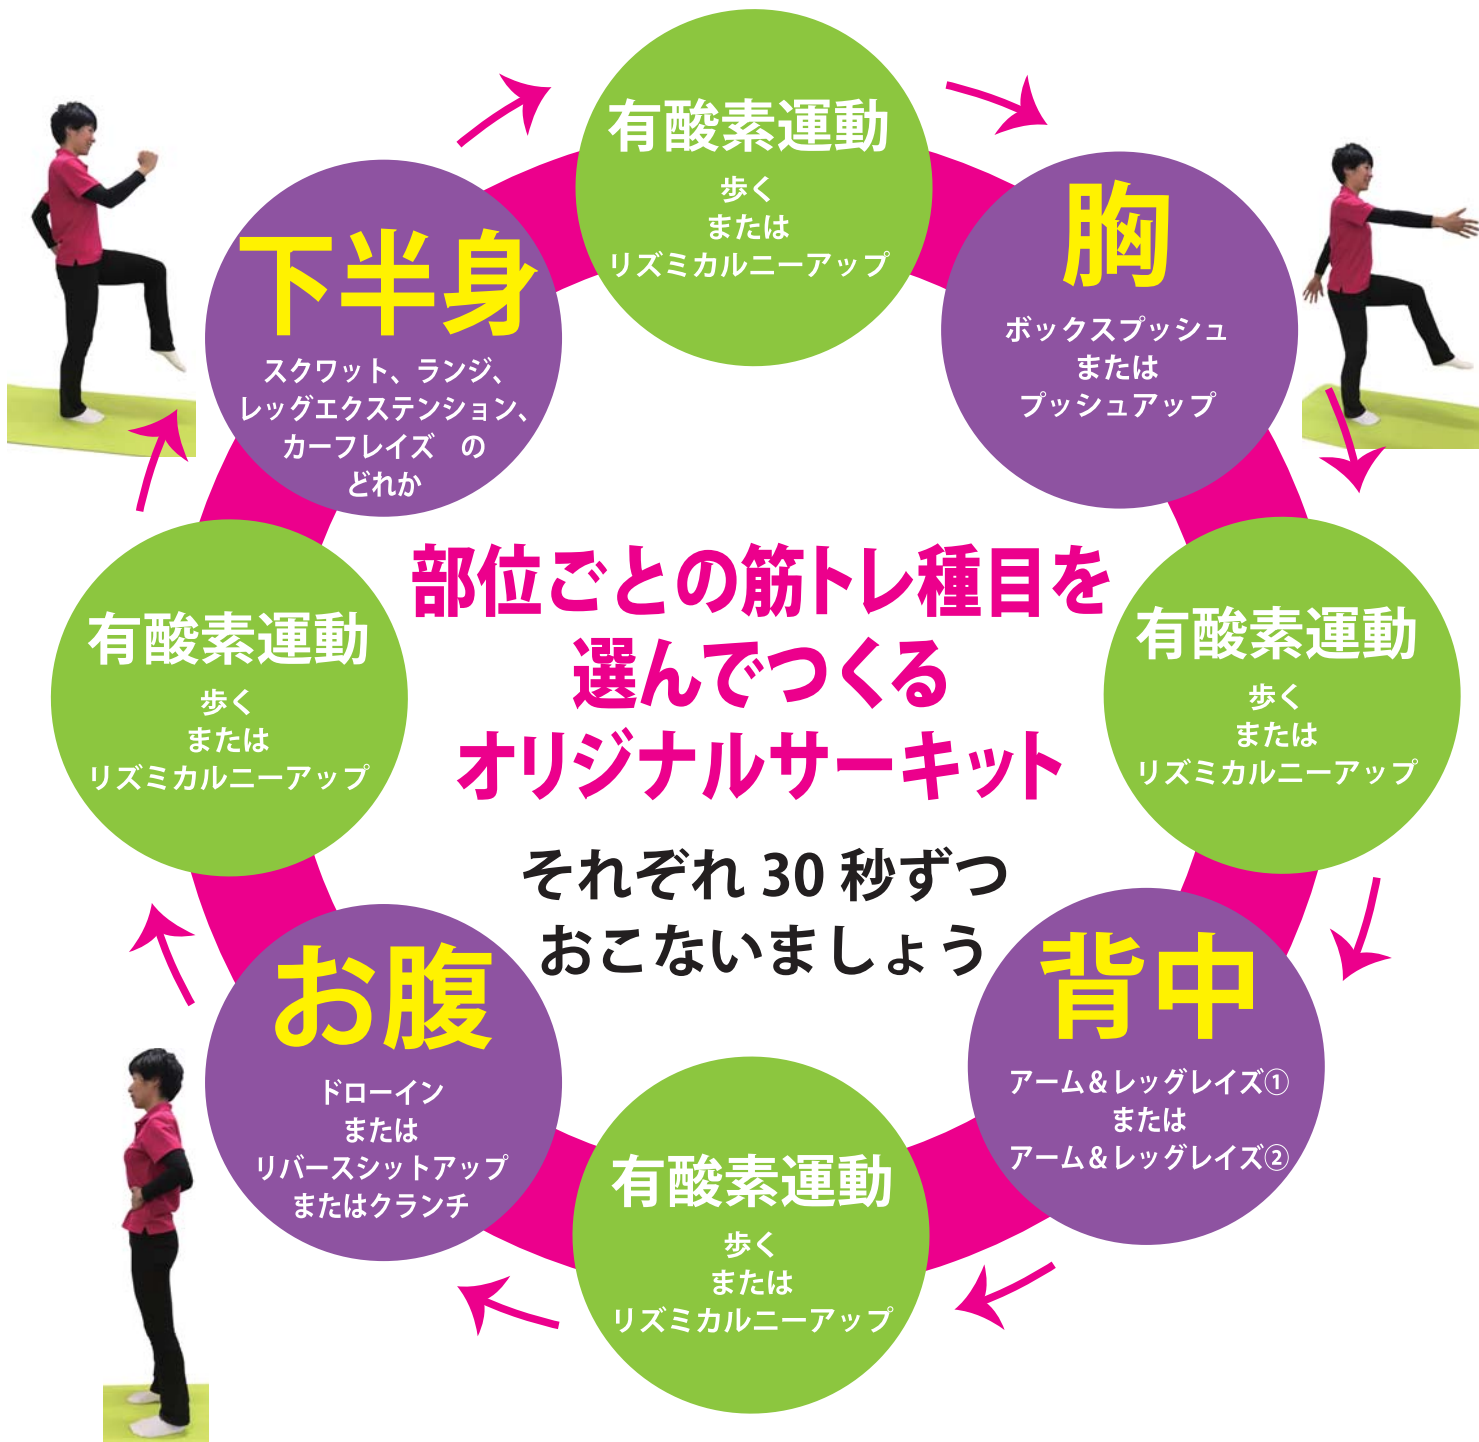 有酸素運動
歩く
または
リズミカルニーアップ
胸
ボックスプッシュ
または
プッシュアップ
有酸素運動
歩く
または
リズミカルニーアップ
背中
アーム＆レッグレイズ①
または
アーム＆レッグレイズ②
有酸素運動
歩く
または
リズミカルニーアップ
お腹
ドローイン
または
リバースシットアップ
またはクランチ
有酸素運動
歩く
または
リズミカルニーアップ
下半身
スクワット、ランジ、
レッグエクステンション、
カーフレイズ　の
どれか
部位ごとの筋トレ種目を
選んでつくる
オリジナルサーキット
それぞれ 30 秒ずつ
おこないましょう